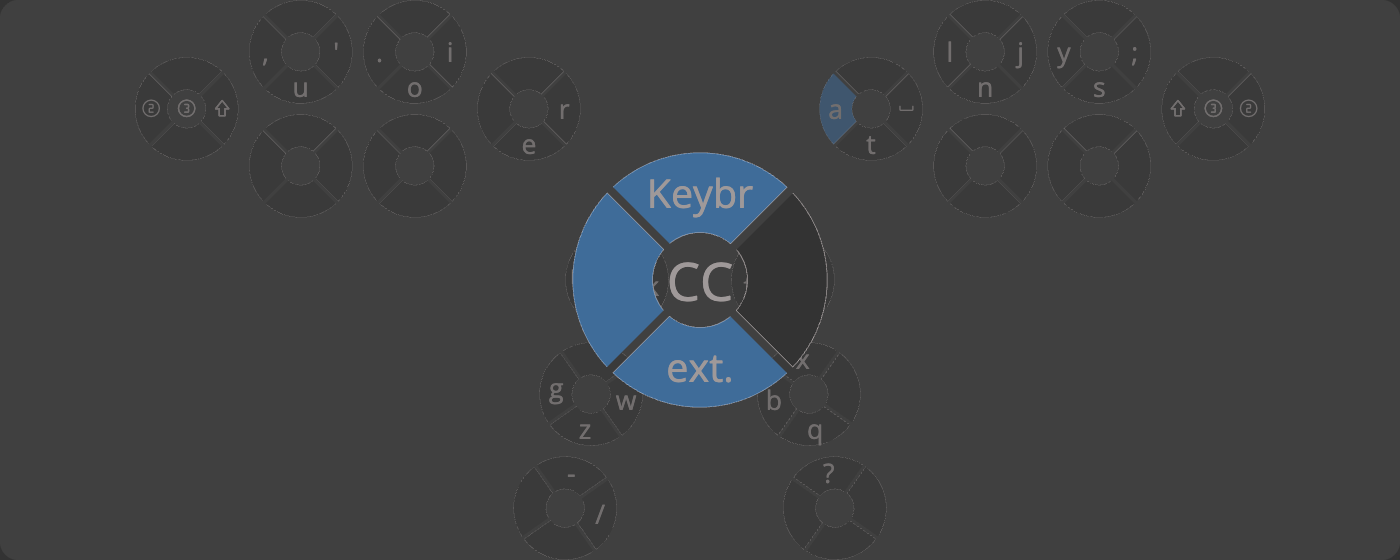 , ' . i l j y ;
u o n s
② ③ ⇧ r a ⇧ ③ ②
e t
Keybr
CC
ext.
x
g w b
z q
- ?
/